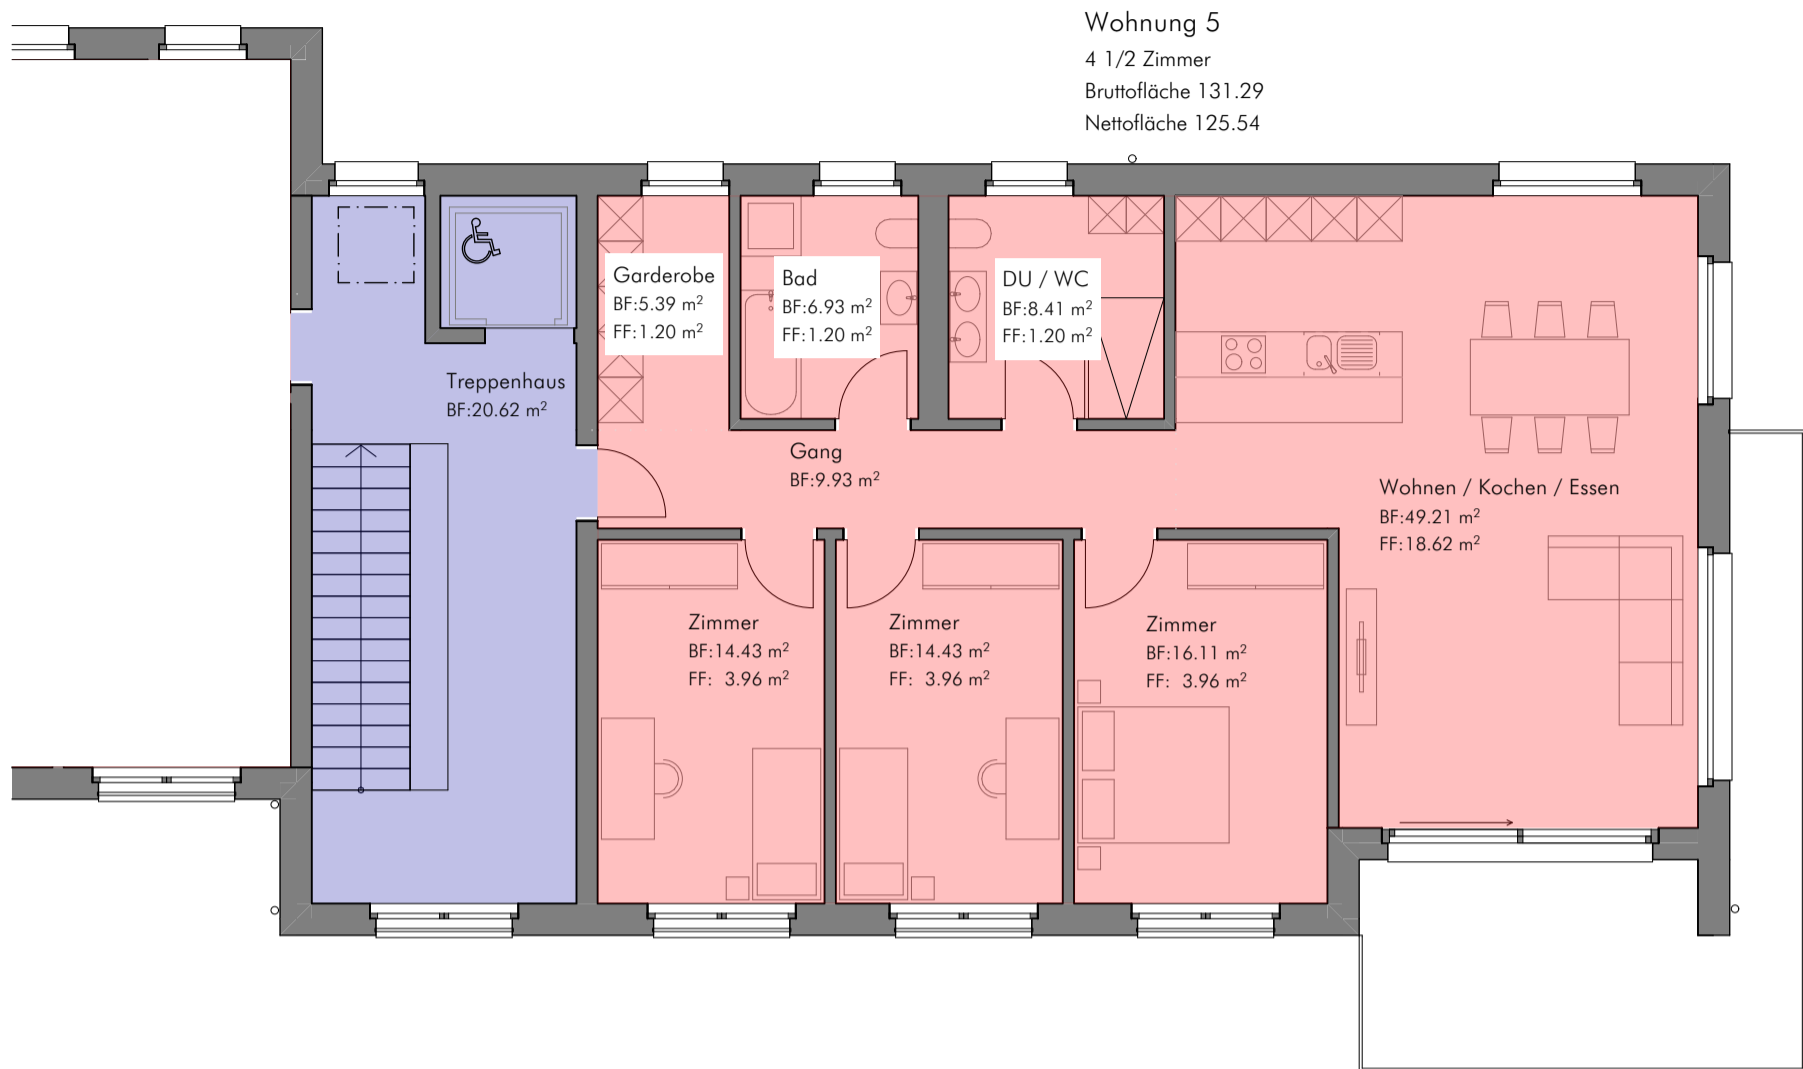 Wohnung 5
4 1/2 Zimmer
Bruttofläche 131.29
Nettofläche 125.54
Garderobe
BF:5.39 m²
FF:1.20 m²
Bad
BF:6.93 m²
FF:1.20 m²
DU / WC
BF:8.41 m²
FF:1.20 m²
Treppenhaus
BF:20.62 m²
Gang
BF:9.93 m²
Wohnen / Kochen / Essen
BF:49.21 m²
FF:18.62 m²
Zimmer
BF:14.43 m²
FF: 3.96 m²
Zimmer
BF:14.43 m²
FF: 3.96 m²
Zimmer
BF:16.11 m²
FF: 3.96 m²